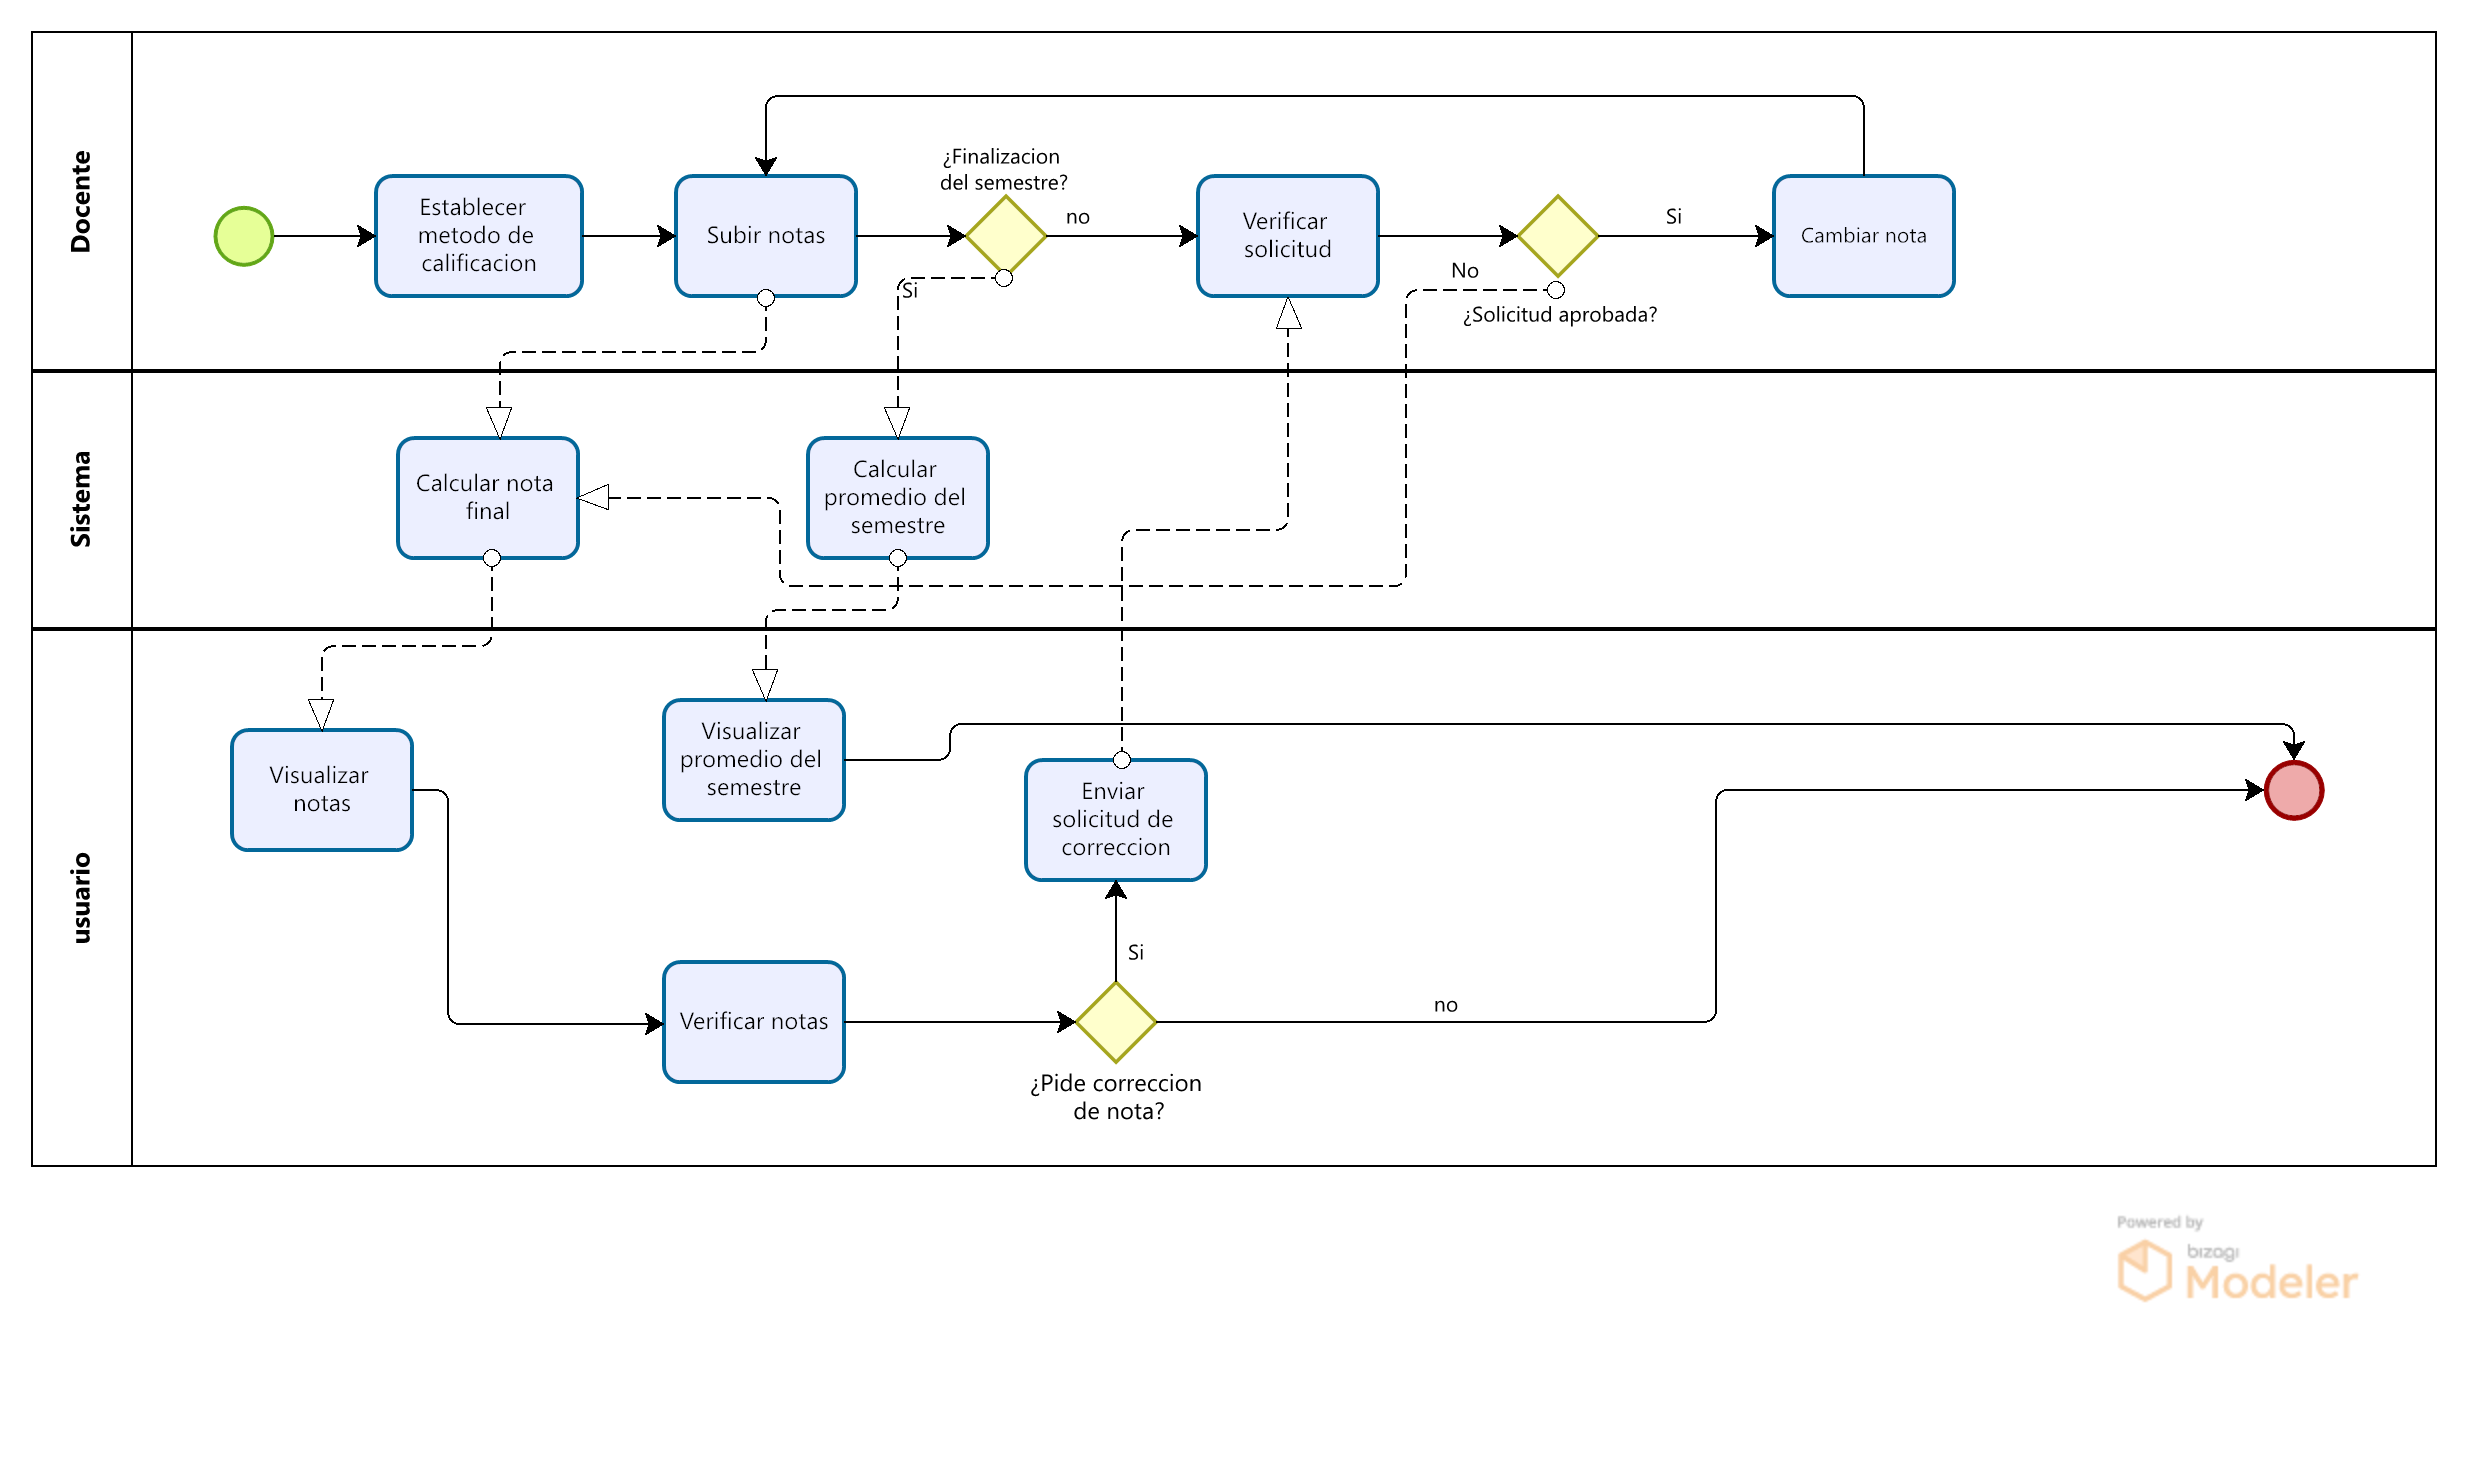 Docente
¿Finalizacion
del semestre?
Establecer
metodo de
calificacion
Subir notas
no
Verificar
solicitud
Si
Cambiar nota
Si
No
¿Solicitud aprobada?
Sistema
Calcular nota
final
Calcular
promedio del
semestre
usuario
Visualizar
notas
Visualizar
promedio del
semestre
Enviar
solicitud de
correccion
Si
no
Verificar notas
¿Pide correccion
de nota?
Powered by
bizagi
Modeler